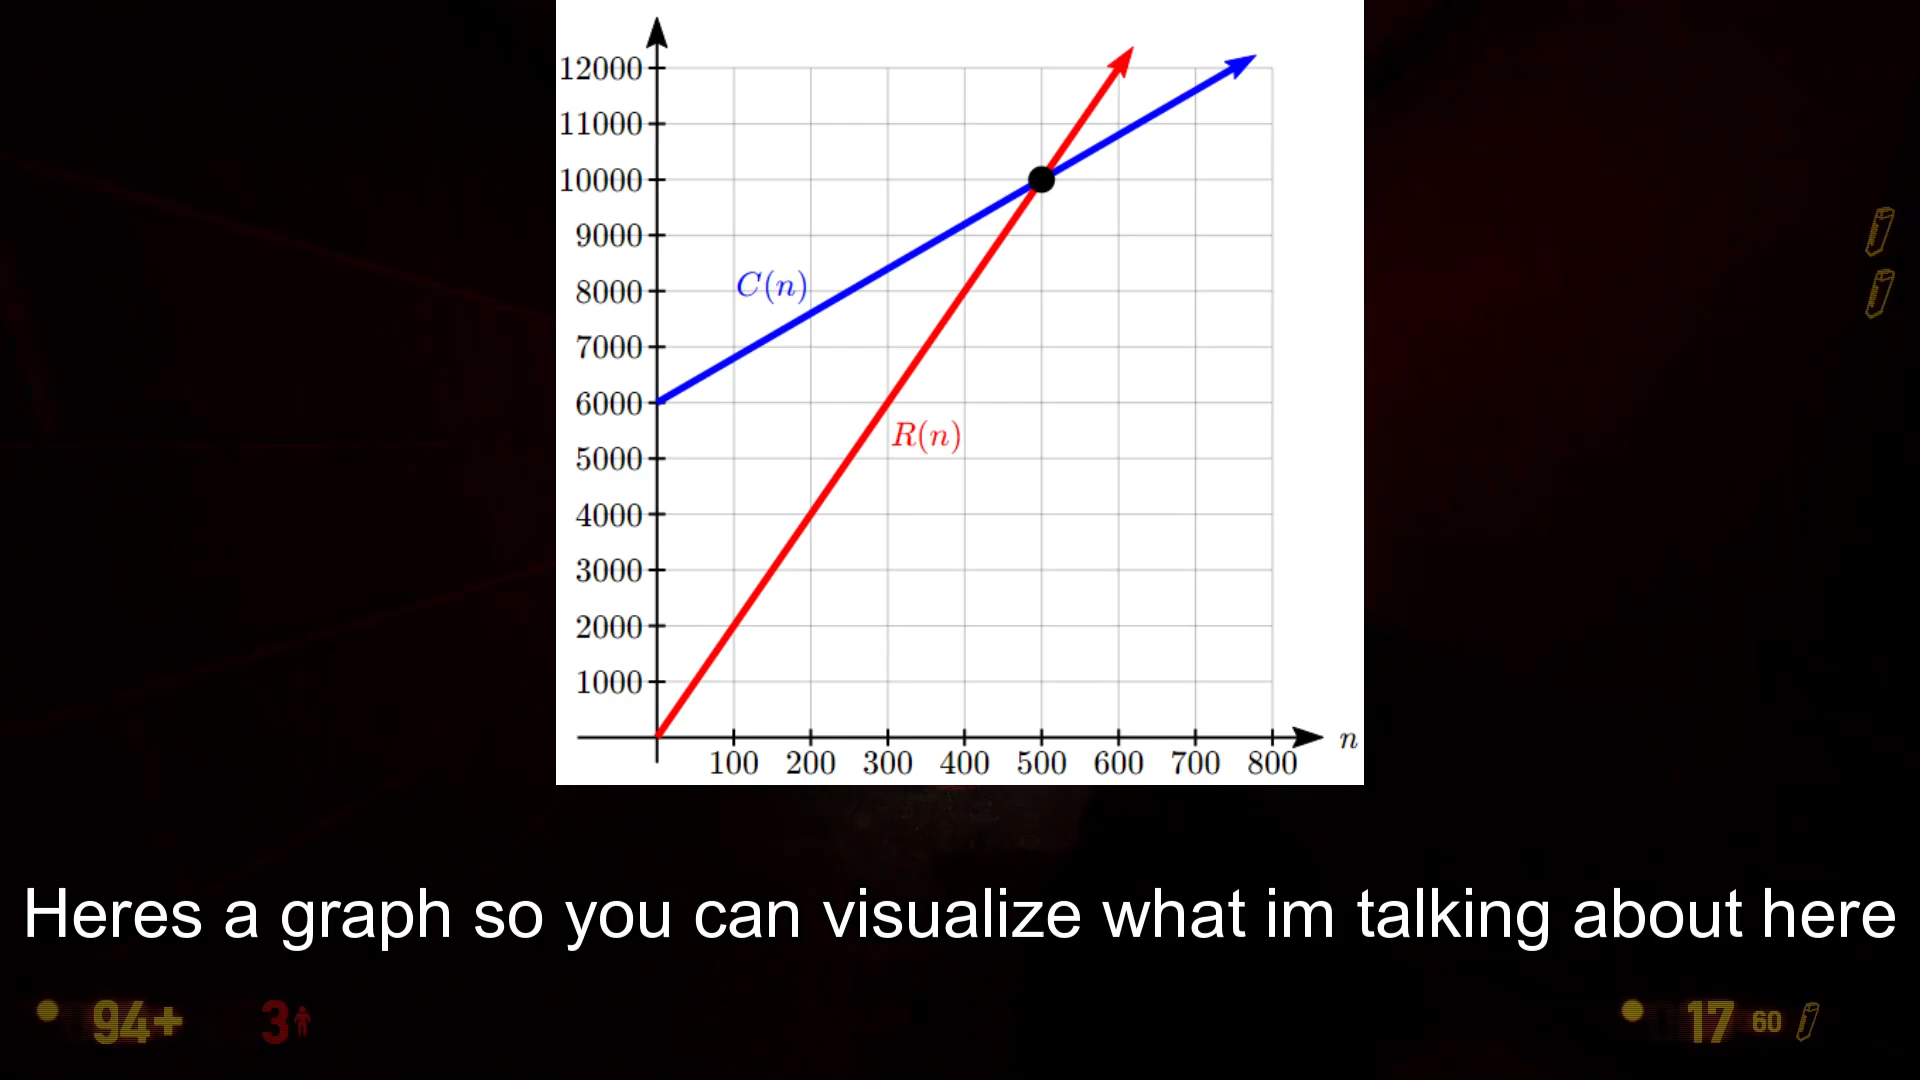 12000
11000
10000
9000
8000
7000
6000
5000
4000
3000
2000
1000
C(n)
R(n)
100 200 300 400 500 600 700 800
n
Heres a graph so you can visualize what im talking about here
94+ 3 17 60